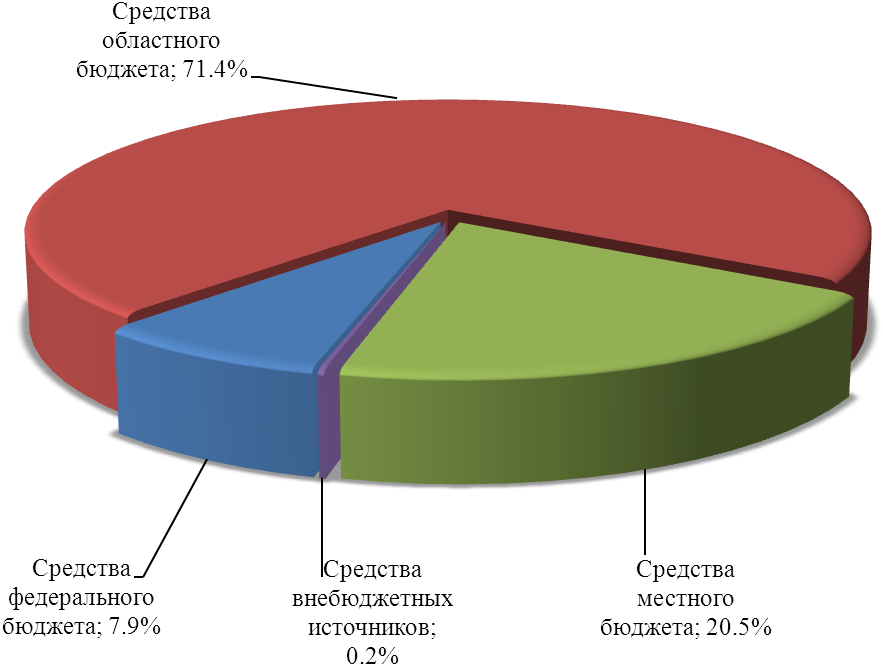 Средства
областного
бюджета; 71.4%
Средства
федерального
бюджета; 7.9%
Средства
внебюджетных
источников;
0.2%
Средства
местного
бюджета; 20.5%